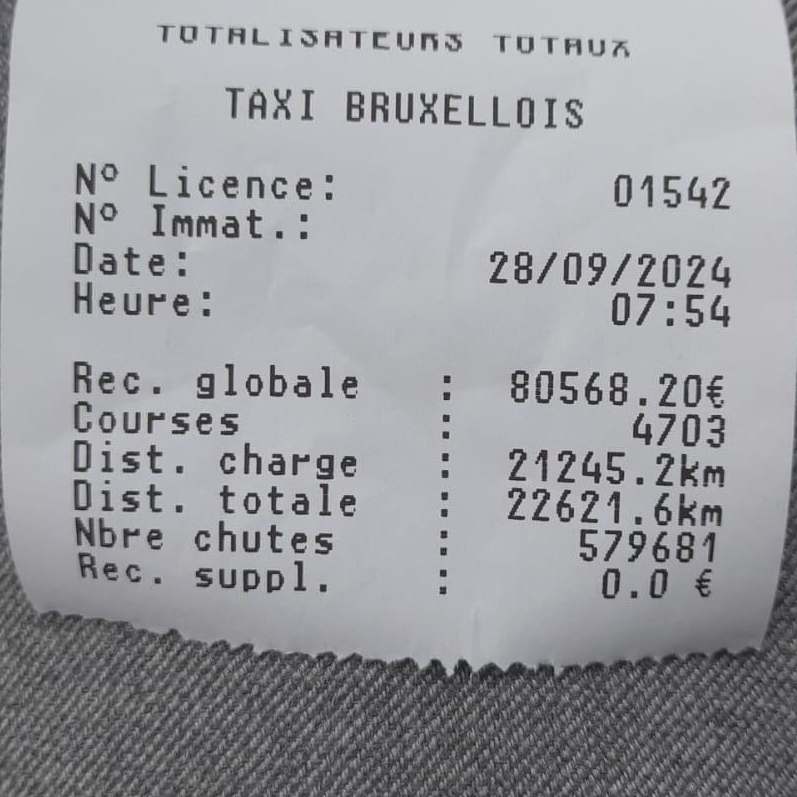 TOTALISATEURS TOTAUX
TAXI BRUXELLOIS
N° Licence: 01542
N° Immat.:
Date: 28/09/2024
Heure: 07:54
Rec. globale : 80568.20€
Courses : 4703
Dist. charge : 21245.2km
Dist. totale : 22621.6km
Nbre chutes : 579681
Rec. suppl. : 0.0 €